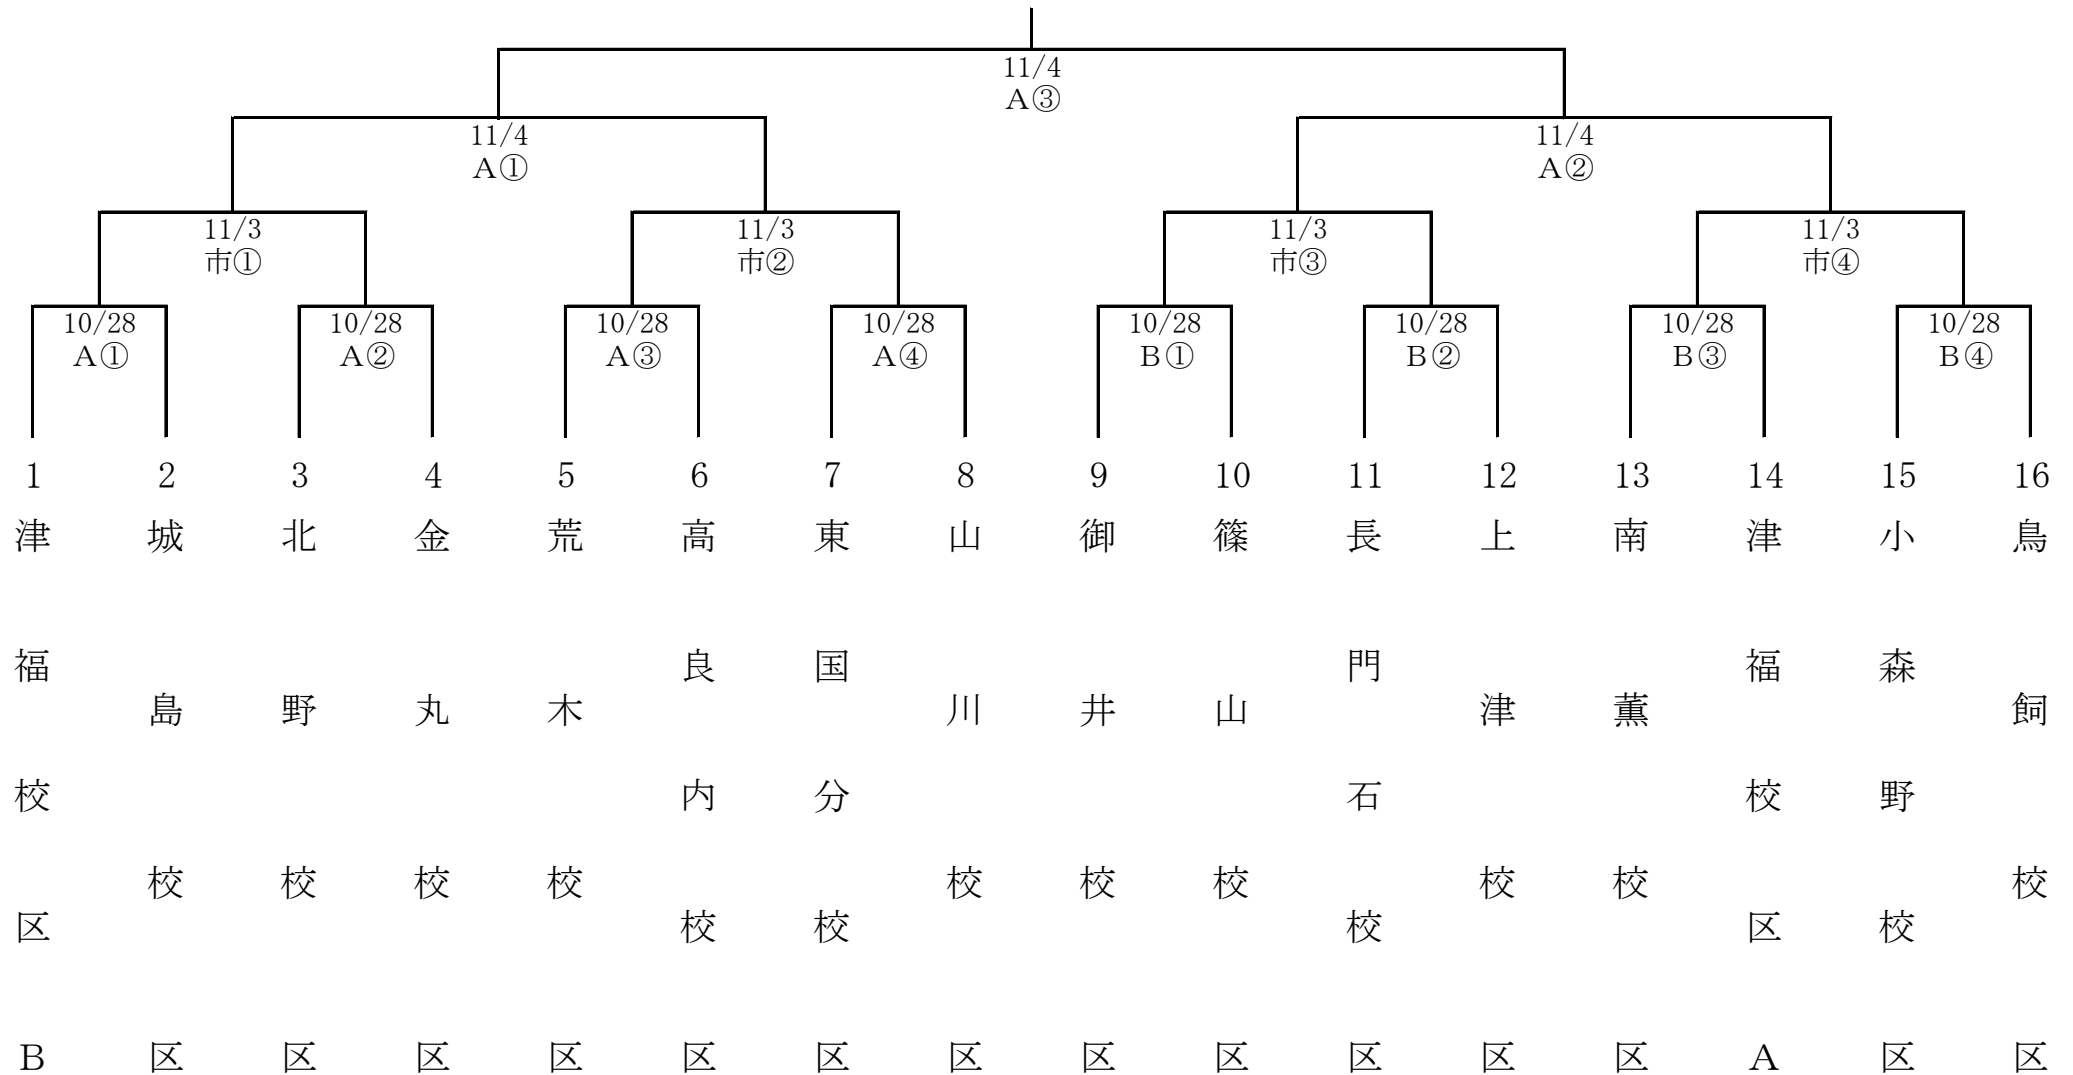 11/4
A③
11/4
A①
11/4
A②
11/3
市①
11/3
市②
11/3
市③
11/3
市④
10/28
A①
10/28
A②
10/28
A③
10/28
A④
10/28
B①
10/28
B②
10/28
B③
10/28
B④
1 2 3 4 5 6 7 8 9 10 11 12 13 14 15 16
津福校区B
城島校区
北野校区
金丸校区
荒木校区
高良内校区
東国分校区
山川校区
御井校区
篠山校区
長門石校区
上津校区
南薫校区
津福校区A
小森野校区
鳥飼校区